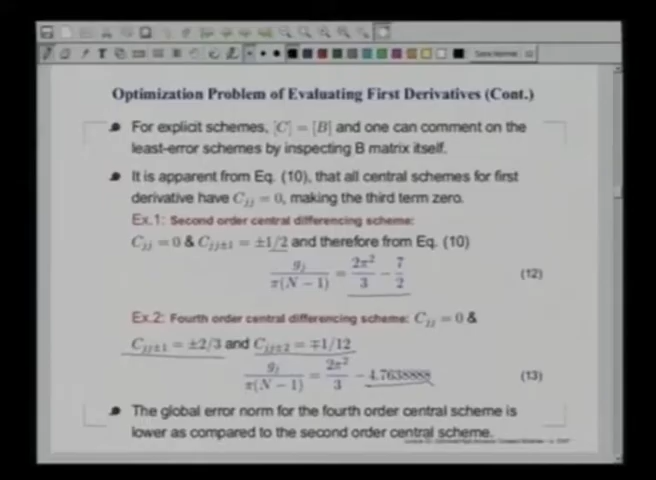 Optimization Problem of Evaluating First Derivatives (Cont.)
For explicit schemes, [C] = [B] and one can comment on the
least-error schemes by inspecting B matrix itself.
It is apparent from Eq. (10), that all central schemes for first
derivative have C_jj = 0, making the third term zero.
Ex.1: Second order central differencing scheme:
C_jj = 0 & C_jj±1 = ±1/2 and therefore from Eq. (10)
g_j / π(N − 1) = 2π² / 3 − 7 / 2 (12)
Ex.2: Fourth order central differencing scheme: C_jj = 0 &
C_jj±1 = ±2/3 and C_jj±2 = ∓1/12
g_j / π(N − 1) = 2π² / 3 − 4.7638888 (13)
The global error norm for the fourth order central scheme is
lower as compared to the second order central scheme.